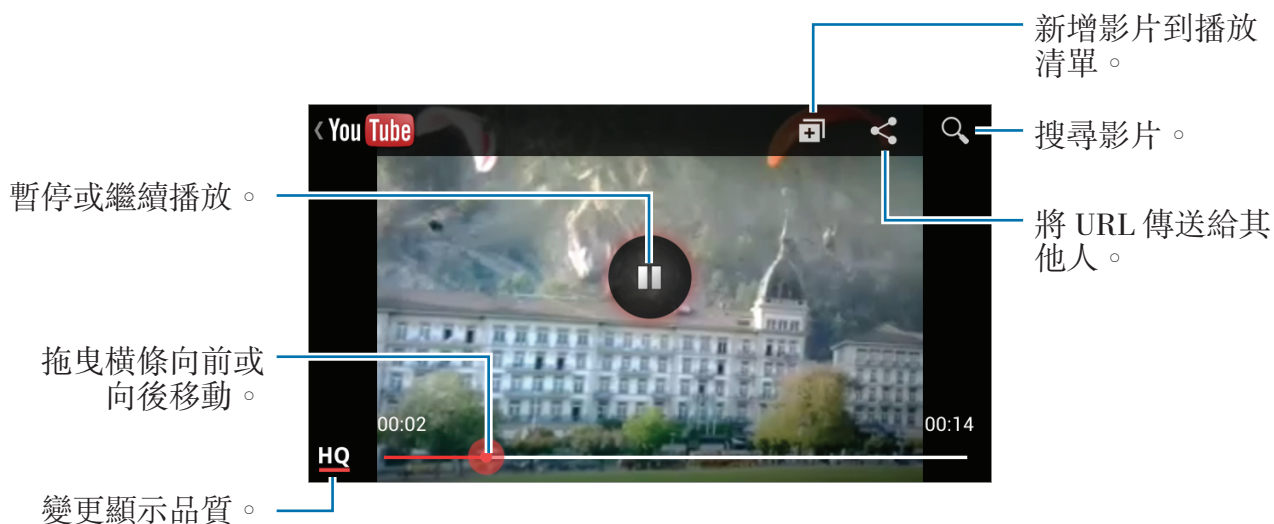 新增影片到播放
清單。
You Tube
搜尋影片。
暫停或繼續播放。
將 URL 傳送給其
他人。
拖曳橫條向前或
向後移動。
00:02
00:14
HQ
變更顯示品質。